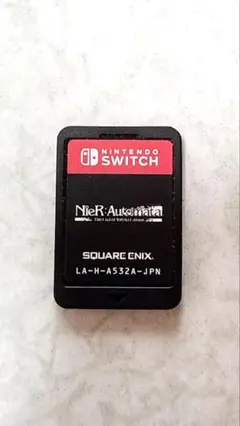 NINTENDO
SWITCH
NieR:Automata
SQUARE ENIX
LA-H-A532A-JPN